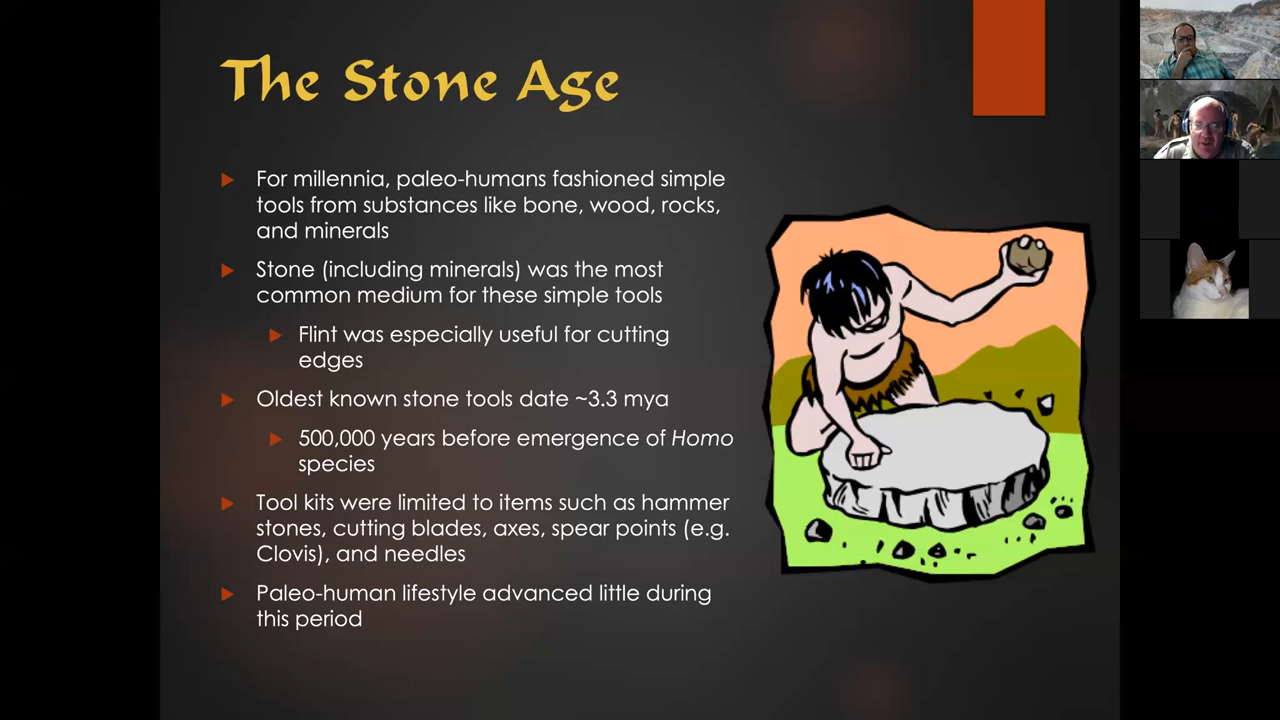 The Stone Age
For millennia, paleo-humans fashioned simple
tools from substances like bone, wood, rocks,
and minerals
Stone (including minerals) was the most
common medium for these simple tools
Flint was especially useful for cutting
edges
Oldest known stone tools date ~3.3 mya
500,000 years before emergence of Homo
species
Tool kits were limited to items such as hammer
stones, cutting blades, axes, spear points (e.g.
Clovis), and needles
Paleo-human lifestyle advanced little during
this period